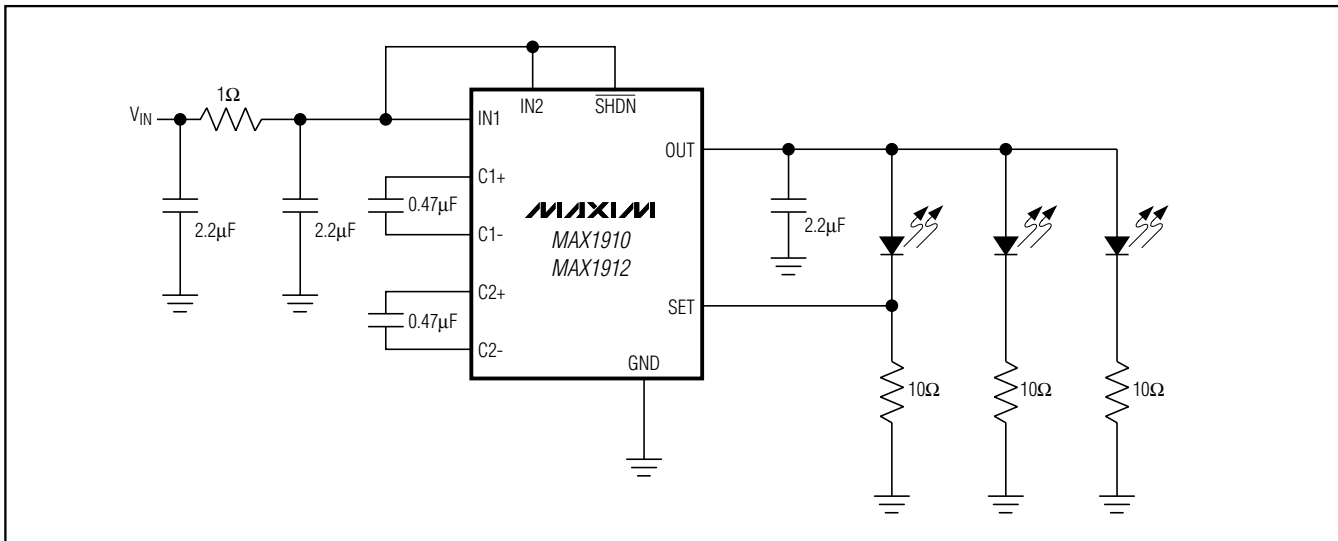 1Ω
VIN
IN2
SHDN
IN1
OUT
C1+
0.47μF
2.2μF
2.2μF
MAXIM
2.2μF
C1-
MAX1910
MAX1912
C2+
SET
0.47μF
C2-
GND
10Ω
10Ω
10Ω